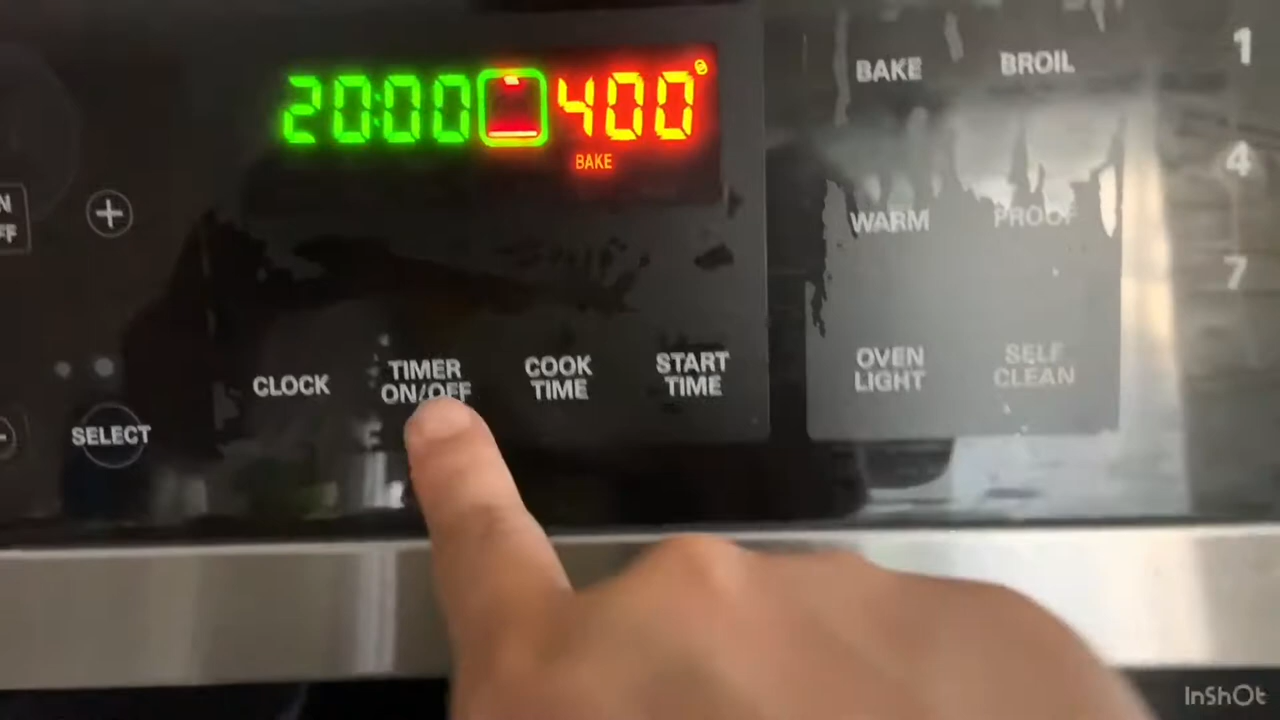 20:00 400°
BAKE
BAKE
BROIL
1
4
7
WARM
PROOF
CLOCK
TIMER
ON/OFF
COOK
TIME
START
TIME
OVEN
LIGHT
SELF
CLEAN
SELECT
InShOt